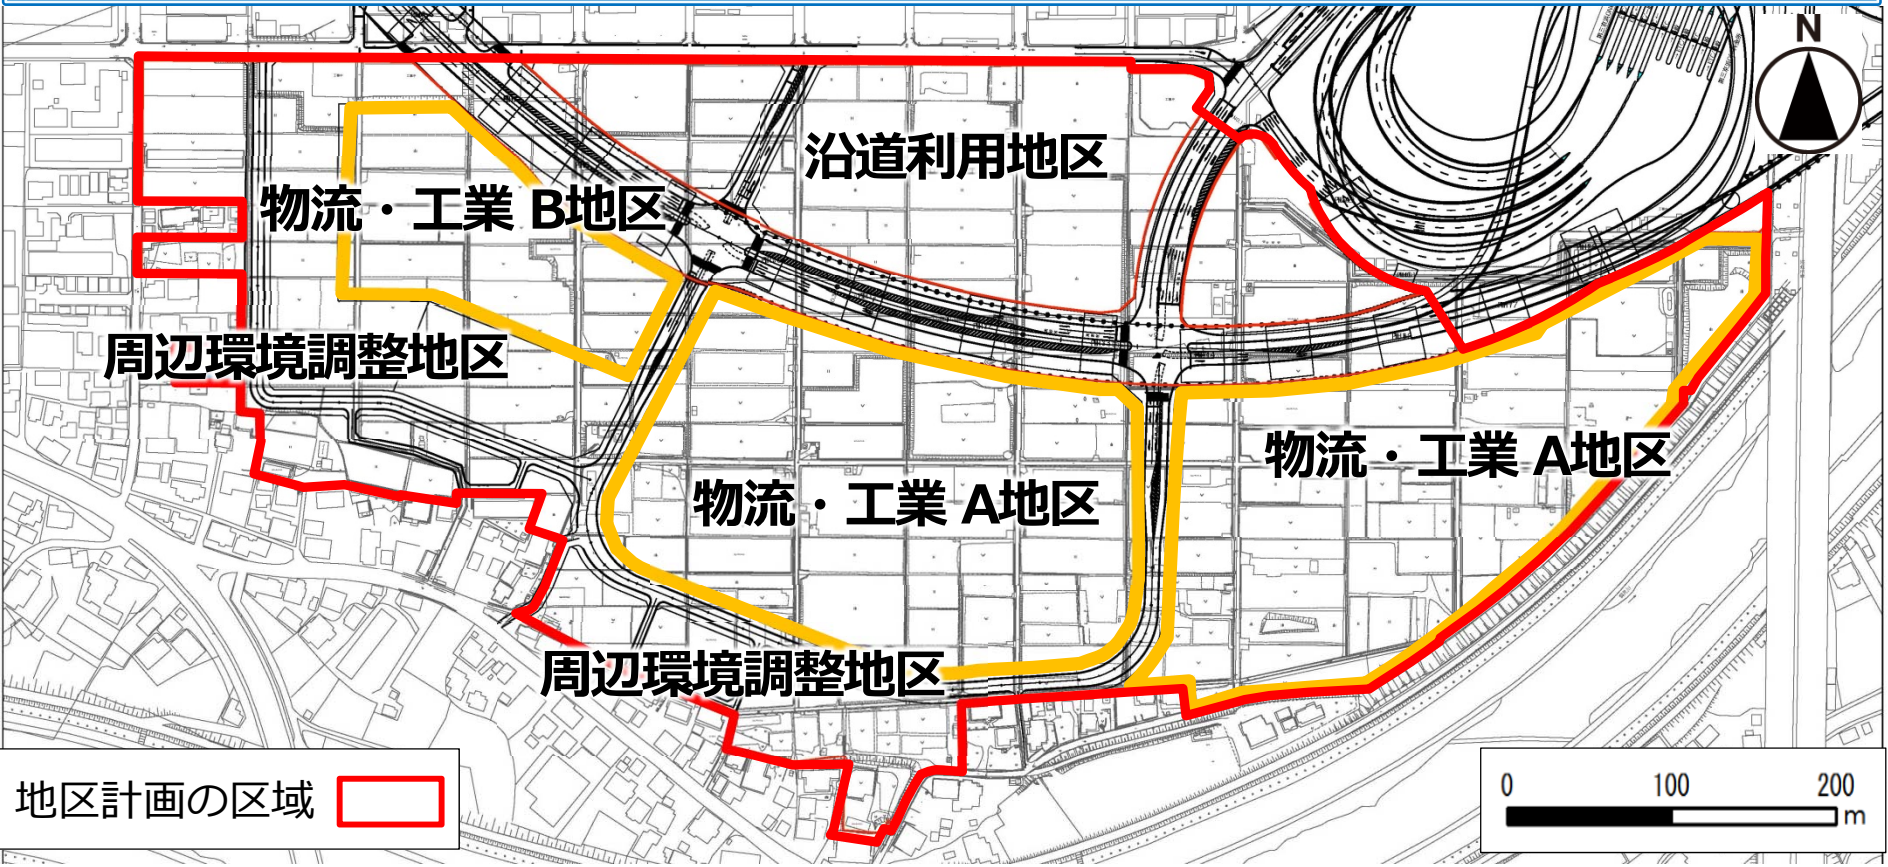 N
沿道利用地区
物流・工業 B地区
周辺環境調整地区
物流・工業 A地区
物流・工業 A地区
周辺環境調整地区
地区計画の区域
0 100 200
m